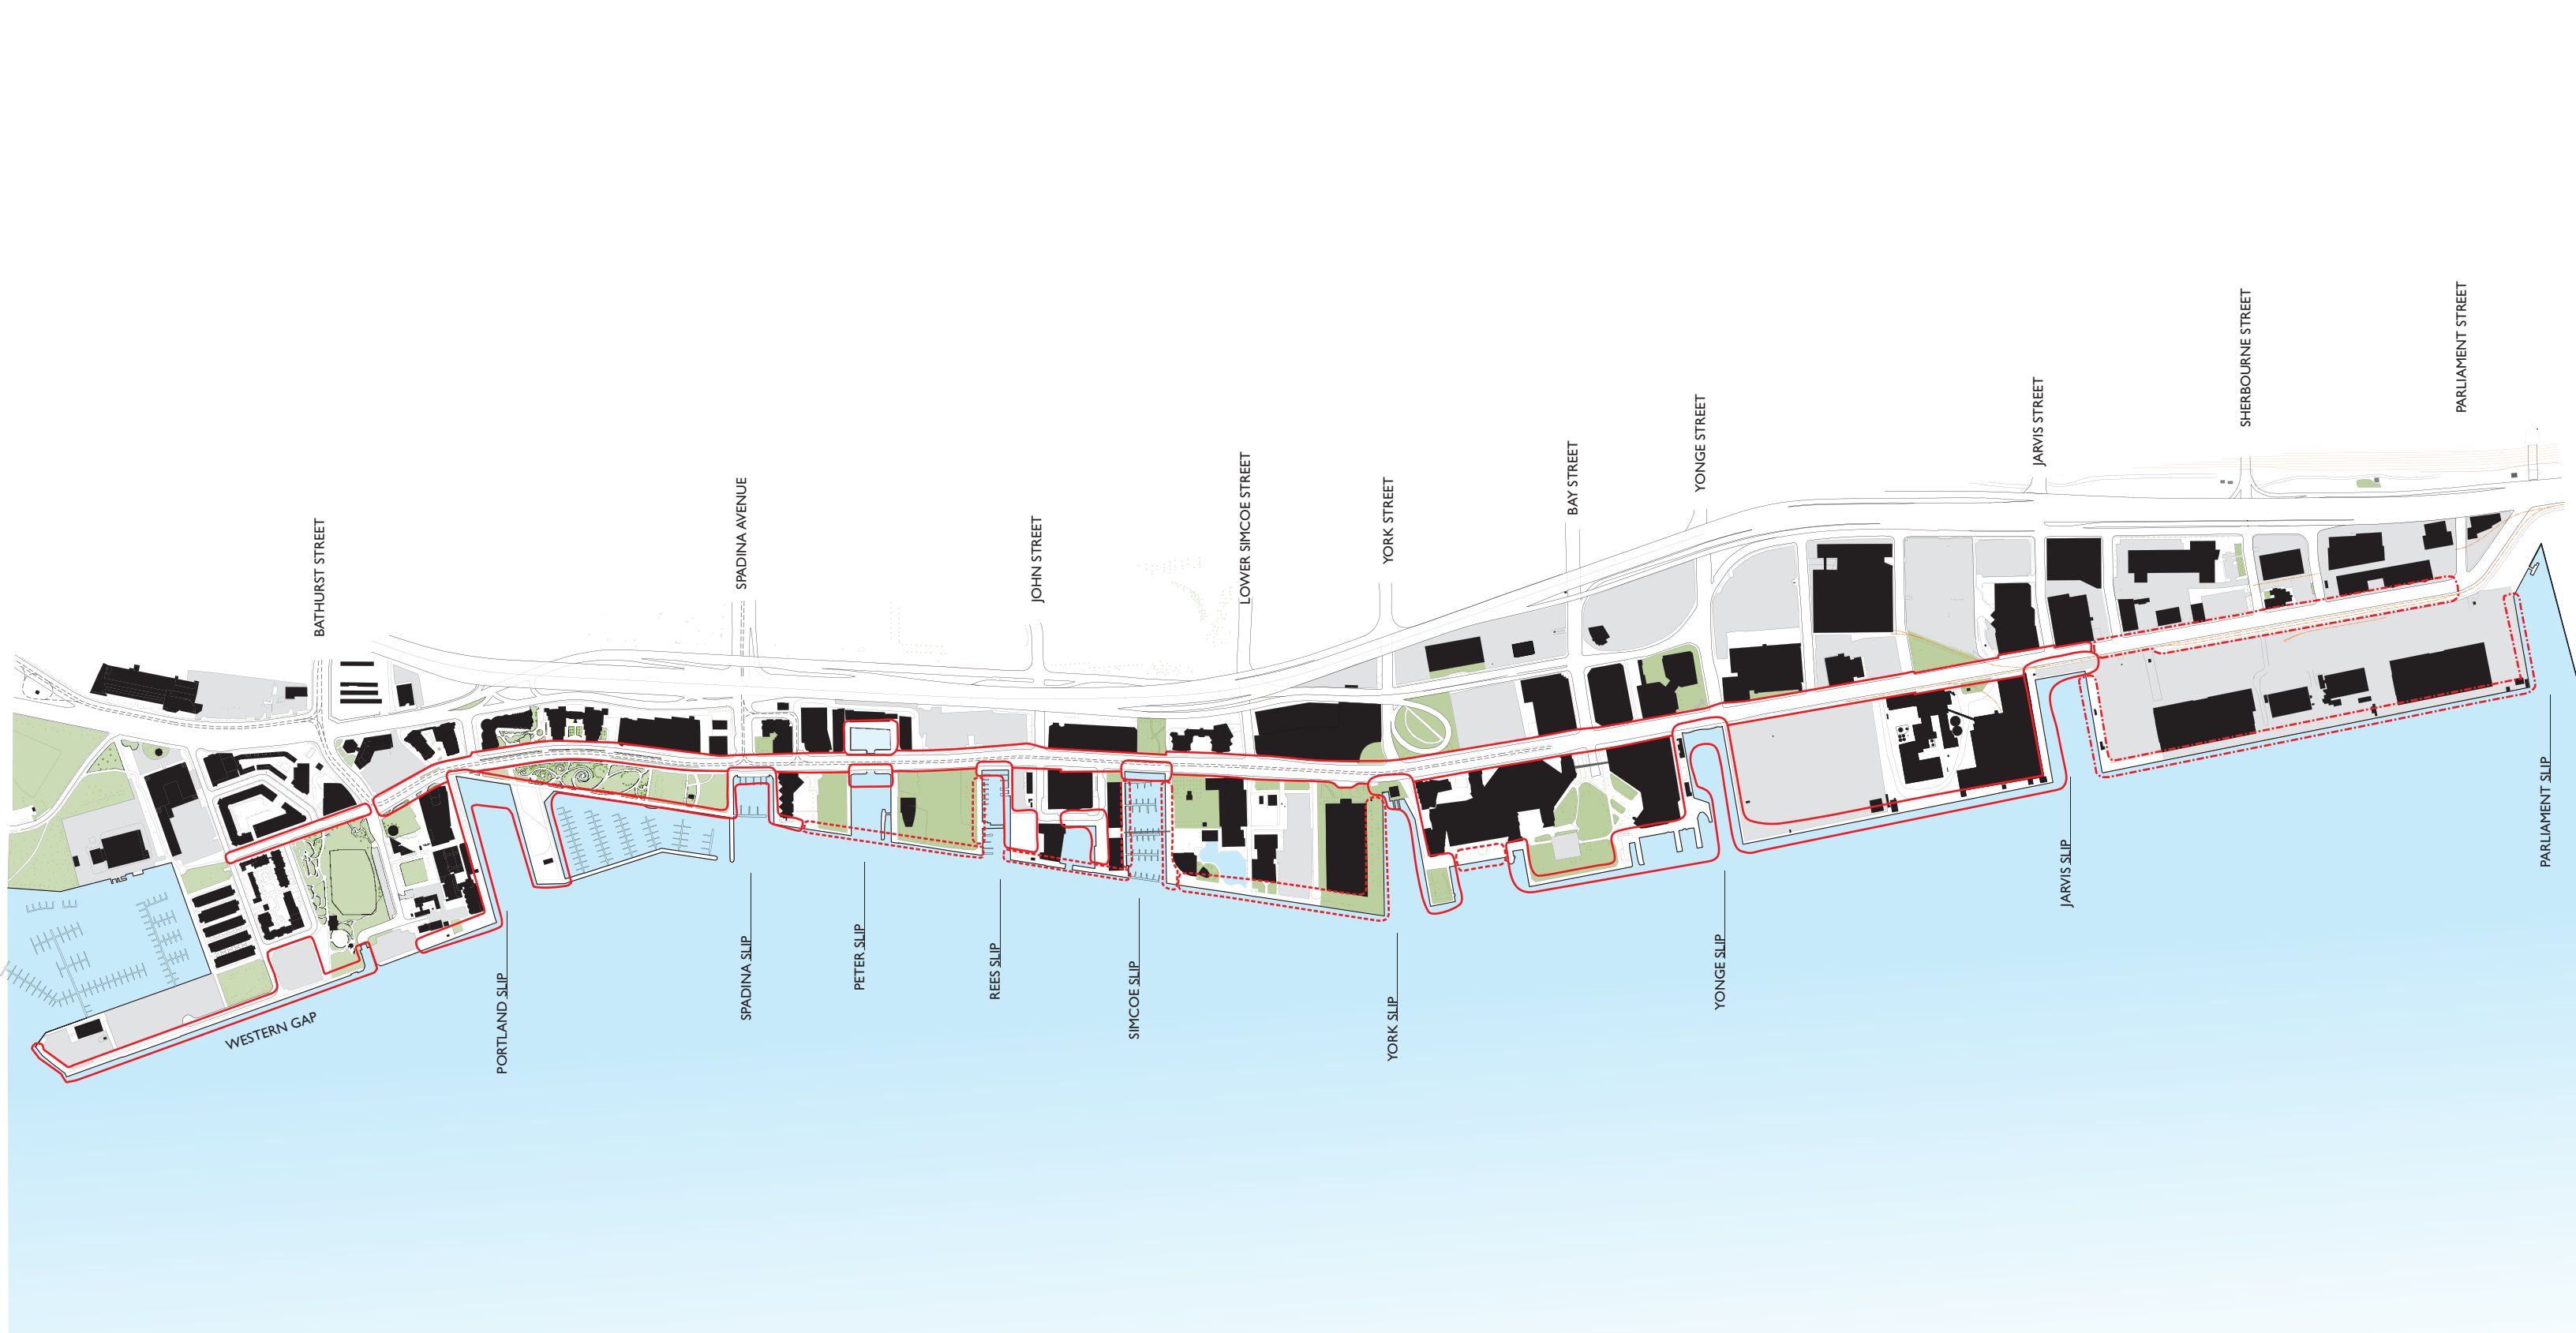 BATHURST STREET
SPADINA AVENUE
JOHN STREET
LOWER SIMCOE STREET
YORK STREET
BAY STREET
YONGE STREET
JARVIS STREET
SHERBOURNE STREET
PARLIAMENT STREET
WESTERN GAP
PORTLAND SLIP
SPADINA SLIP
PETER SLIP
REES SLIP
SIMCOE SLIP
YORK SLIP
YONGE SLIP
JARVIS SLIP
PARLIAMENT SLIP